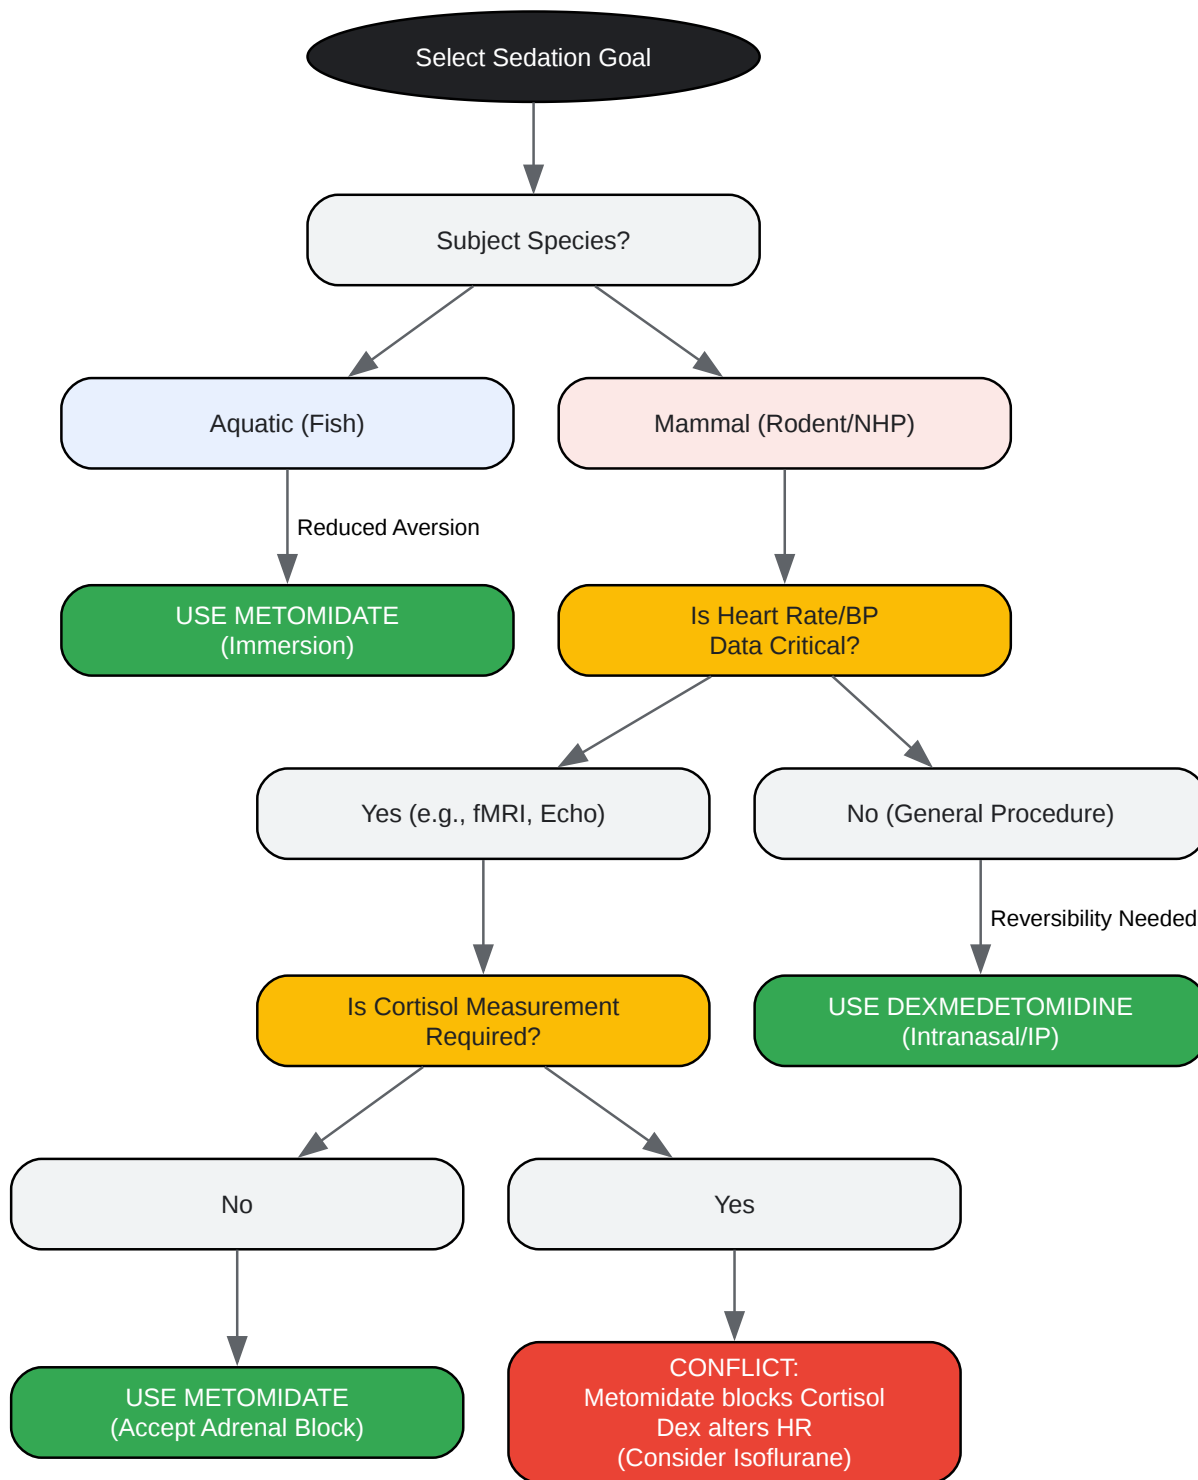 Select Sedation Goal
Subject Species?
Aquatic (Fish)
Mammal (Rodent/NHP)
Reduced Aversion
USE METOMIDATE
(Immersion)
Is Heart Rate/BP
Data Critical?
Yes (e.g., fMRI, Echo)
No (General Procedure)
Reversibility Needed
Is Cortisol Measurement
Required?
USE DEXMEDETOMIDINE
(Intranasal/IP)
No
Yes
USE METOMIDATE
(Accept Adrenal Block)
CONFLICT:
Metomidate blocks Cortisol
Dex alters HR
(Consider Isoflurane)